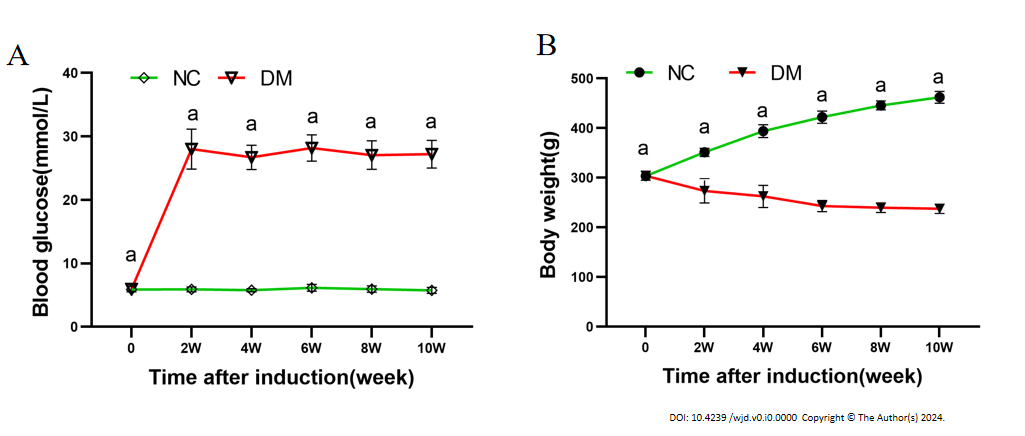 A
B
NC DM
NC DM
Blood glucose(mmol/L)
40
30
20
10
0
a a a a a a
0 2W 4W 6W 8W 10W
Time after induction(week)
Body weight(g)
500
400
300
200
100
0
a a a a a a
0 2W 4W 6W 8W 10W
Time after induction(week)
DOI: 10.4239 /wjd.v0.i0.0000 Copyright © The Author(s) 2024.